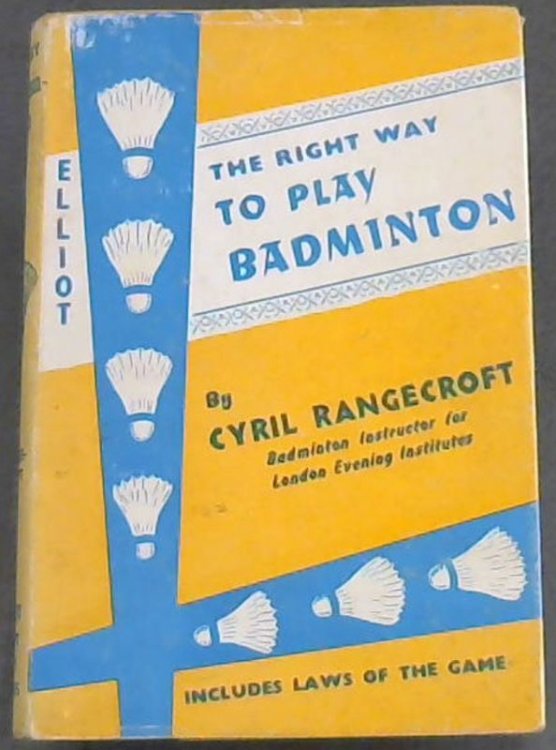 ELLIOT
THE RIGHT WAY
TO PLAY
BADMINTON
By
CYRIL RANGECROFT
Badminton Instructor for
London Evening Institutes
INCLUDES LAWS OF THE GAME